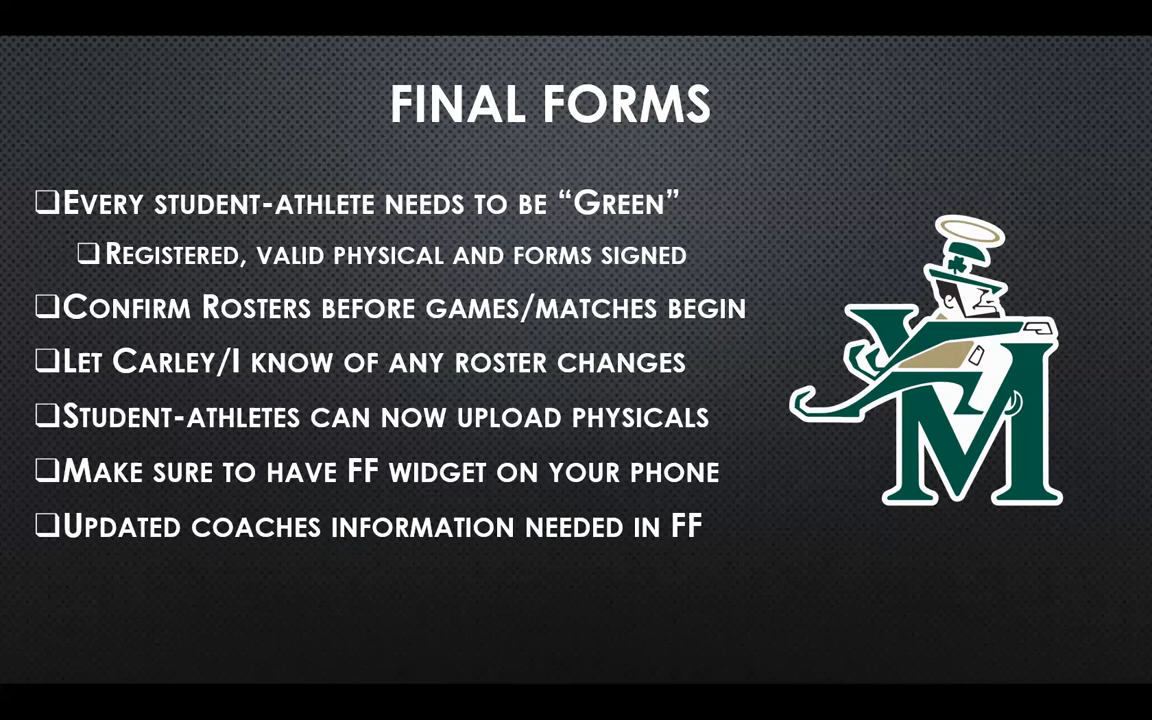 FINAL FORMS
❑EVERY STUDENT-ATHLETE NEEDS TO BE “GREEN”
❑REGISTERED, VALID PHYSICAL AND FORMS SIGNED
❑CONFIRM ROSTERS BEFORE GAMES/MATCHES BEGIN
❑LET CARLEY/I KNOW OF ANY ROSTER CHANGES
❑STUDENT-ATHLETES CAN NOW UPLOAD PHYSICALS
❑MAKE SURE TO HAVE FF WIDGET ON YOUR PHONE
❑UPDATED COACHES INFORMATION NEEDED IN FF
VM